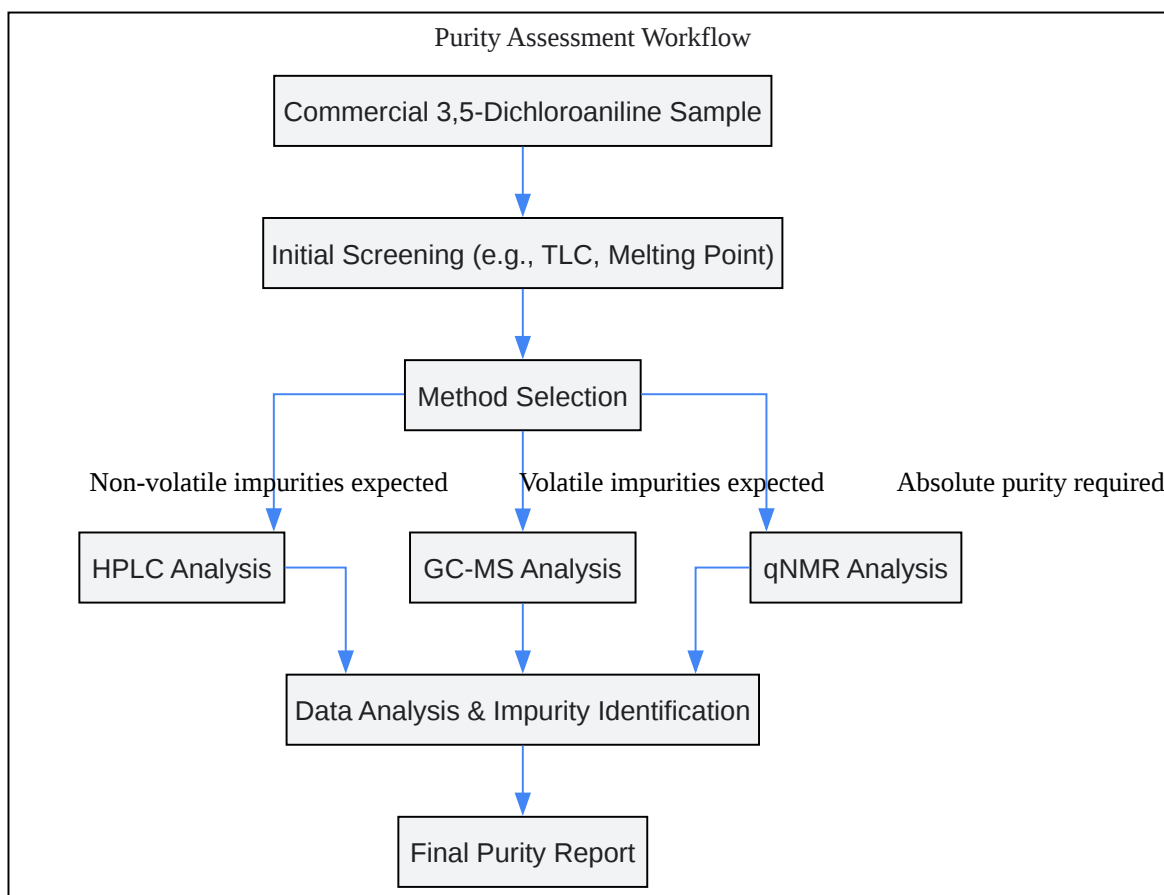 Purity Assessment Workflow
Commercial 3,5-Dichloroaniline Sample
Initial Screening (e.g., TLC, Melting Point)
Method Selection
Non-volatile impurities expected
Volatile impurities expected
Absolute purity required
HPLC Analysis
GC-MS Analysis
qNMR Analysis
Data Analysis & Impurity Identification
Final Purity Report